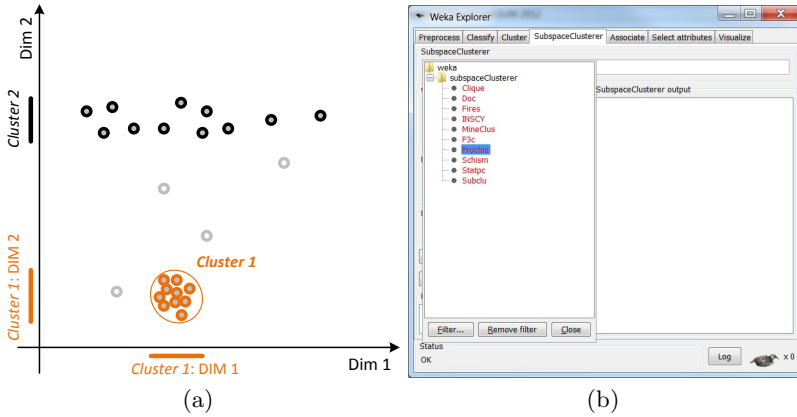 Dim 2
Cluster 2
Cluster 1: DIM 2
Cluster 1
Dim 1
Cluster 1: DIM 1
(a)
Weka Explorer
2012
Preprocess Classify Cluster SubspaceClusterer Associate Select attributes Visualize
SubspaceClusterer
weka
subspaceClusterer
Clique
Doc
Fires
INSCY
MineClus
P3c
Proclus
Schism
Statpc
Subclu
SubspaceClusterer output
Filter...
Remove filter
Close
Status
OK
Log
x 0
(b)